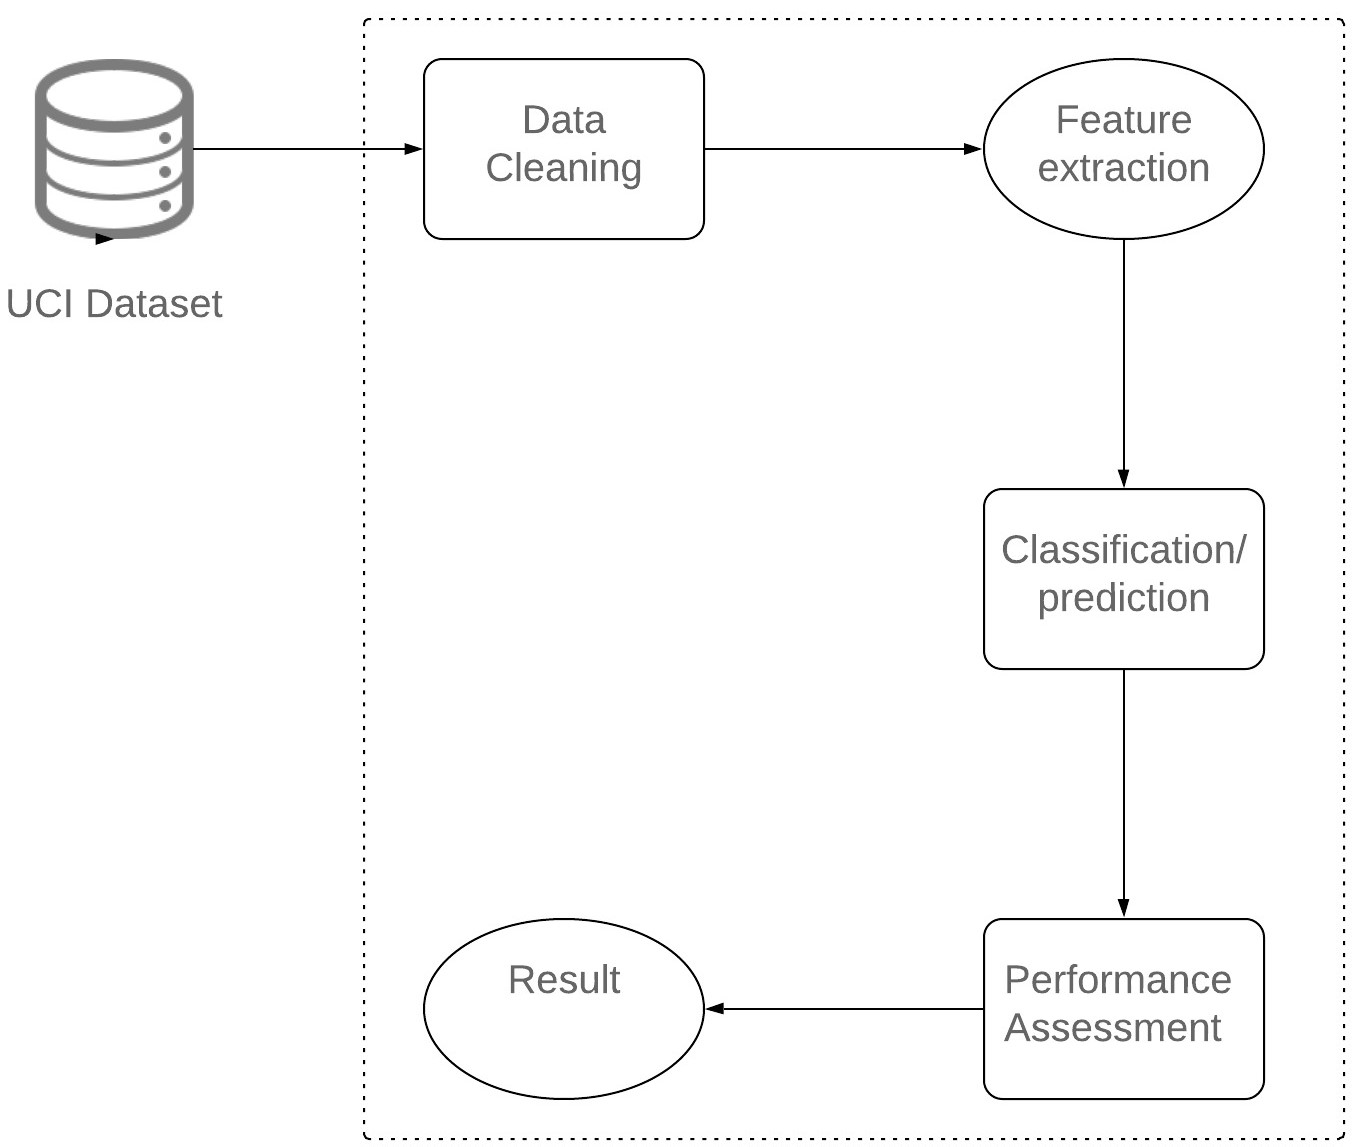 Data
Cleaning
Feature
extraction
UCI Dataset
Classification/
prediction
Result
Performance
Assessment